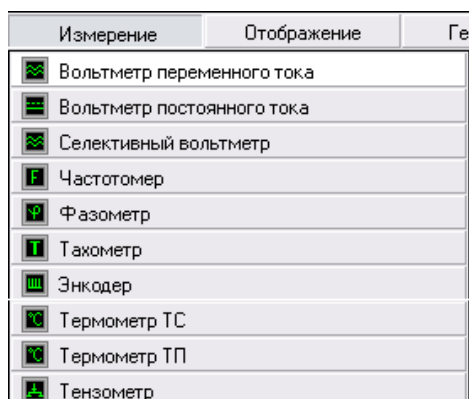 Измерение Отображение Ге
Вольтметр переменного тока
Вольтметр постоянного тока
Селективный вольтметр
F Частотомер
φ Фазометр
T Тахометр
Энкодер
°C Термометр ТС
°C Термометр ТП
Тензометр